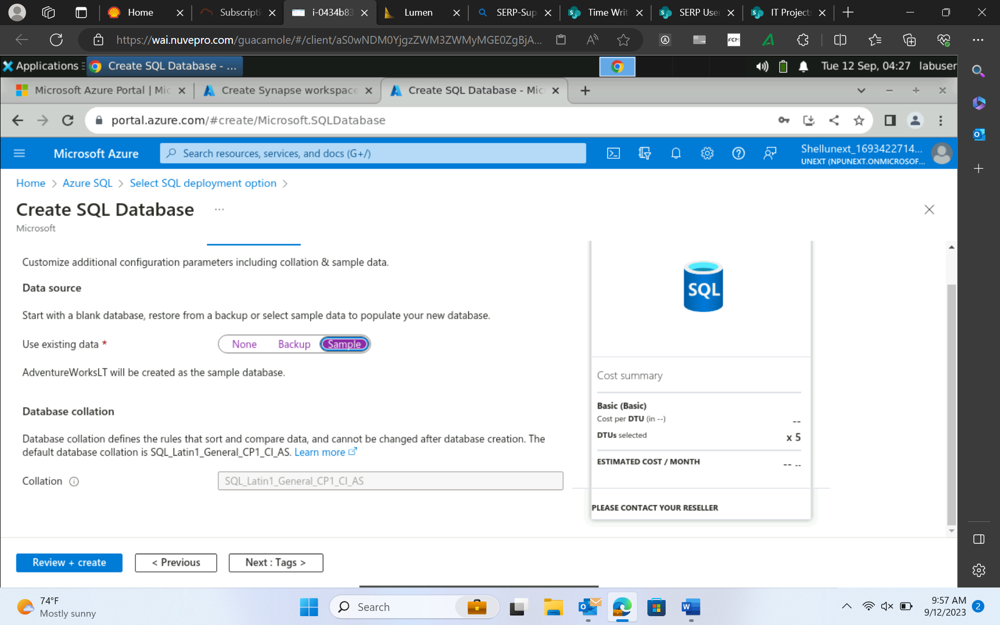 Home
Subscripti
i-0434b83
Lumen
SERP-Sup
Time Writ
SERP User
IT Projects
https://wai.nuvepro.com/guacamole/#/client/aS0wNDM0YjgzZWM3ZWMyMGE0ZgBjA...
Applications
Create SQL Database - ...
Tue 12 Sep, 04:27 labuser
Microsoft Azure Portal | Mic
Create Synapse workspace
Create SQL Database - Mic
portal.azure.com/#create/Microsoft.SQLDatabase
Microsoft Azure
Search resources, services, and docs (G+/)
Shellunext_1693422714...
UNEXT (NPUNEXT.ONMICROSOF...
Home > Azure SQL > Select SQL deployment option >
Create SQL Database ...
Microsoft
Customize additional configuration parameters including collation & sample data.
Data source
Start with a blank database, restore from a backup or select sample data to populate your new database.
Use existing data *
None Backup Sample
AdventureWorksLT will be created as the sample database.
Database collation
Database collation defines the rules that sort and compare data, and cannot be changed after database creation. The
default database collation is SQL_Latin1_General_CP1_CI_AS. Learn more
Collation
SQL_Latin1_General_CP1_CI_AS
SQL
Cost summary
Basic (Basic)
Cost per DTU (in --)
--
DTUs selected
x 5
ESTIMATED COST / MONTH
-- --
PLEASE CONTACT YOUR RESELLER
Review + create
< Previous
Next : Tags >
74°F
Mostly sunny
Search
9:57 AM
9/12/2023
2